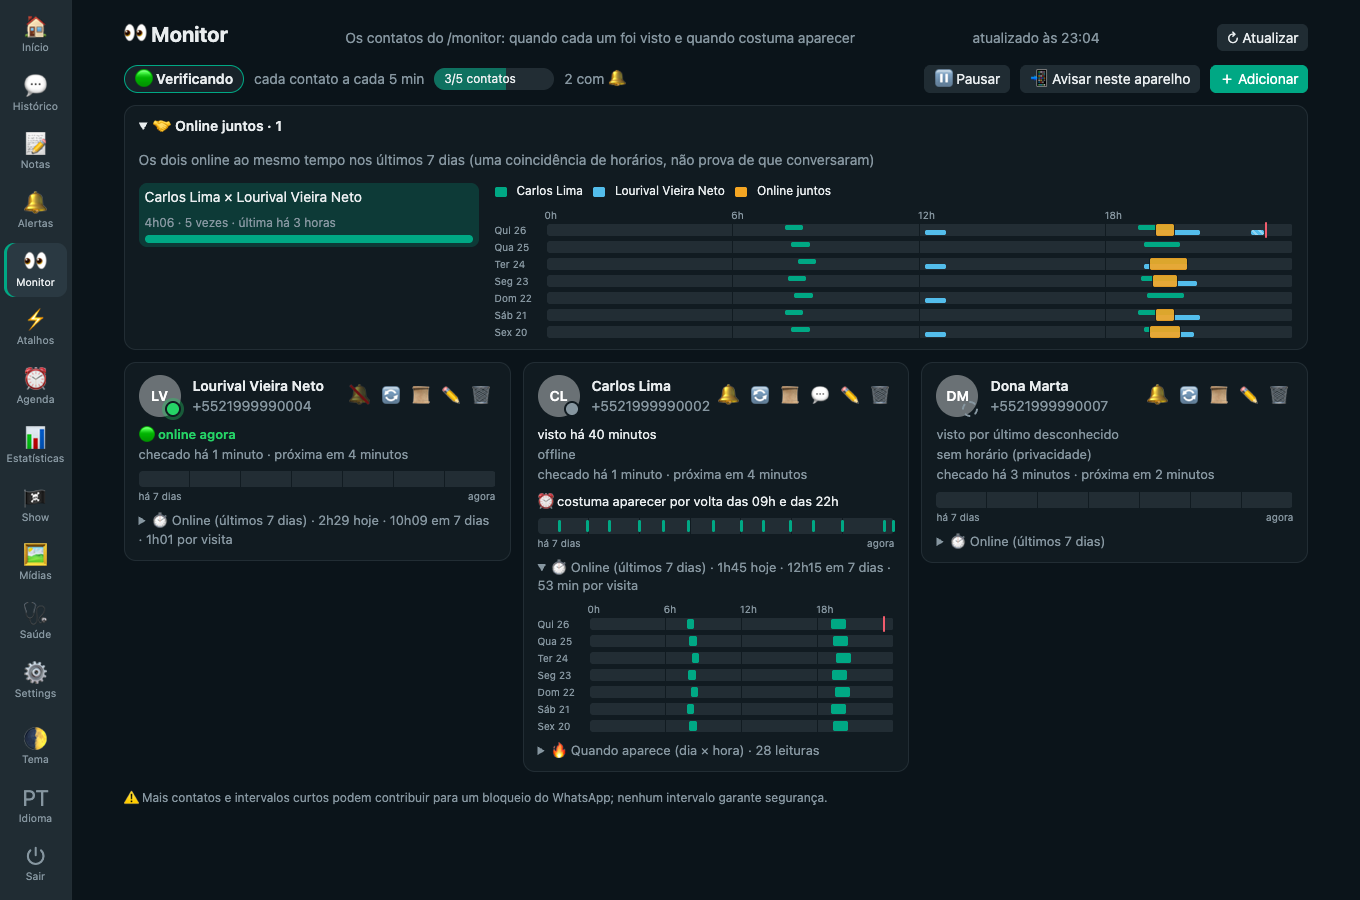 Início
Histórico
Notas
Alertas
Monitor
Atalhos
Agenda
Estatísticas
Show
Mídias
Saúde
Settings
Tema
PT
Idioma
Sair
Monitor
Os contatos do /monitor: quando cada um foi visto e quando costuma aparecer
atualizado às 23:04
Atualizar
Verificando
cada contato a cada 5 min
3/5 contatos
2 com
Pausar
Avisar neste aparelho
+ Adicionar
Online juntos · 1
Os dois online ao mesmo tempo nos últimos 7 dias (uma coincidência de horários, não prova de que conversaram)
Carlos Lima × Lourival Vieira Neto
4h06 · 5 vezes · última há 3 horas
Carlos Lima
Lourival Vieira Neto
Online juntos
0h 6h 12h 18h
Qui 26
Qua 25
Ter 24
Seg 23
Dom 22
Sáb 21
Sex 20
LV
Lourival Vieira Neto
+5521999990004
online agora
checado há 1 minuto · próxima em 4 minutos
há 7 dias agora
Online (últimos 7 dias) · 2h29 hoje · 10h09 em 7 dias
· 1h01 por visita
CL
Carlos Lima
+5521999990002
visto há 40 minutos
offline
checado há 1 minuto · próxima em 4 minutos
costuma aparecer por volta das 09h e das 22h
há 7 dias agora
Online (últimos 7 dias) · 1h45 hoje · 12h15 em 7 dias ·
53 min por visita
0h 6h 12h 18h
Qui 26
Qua 25
Ter 24
Seg 23
Dom 22
Sáb 21
Sex 20
Quando aparece (dia × hora) · 28 leituras
DM
Dona Marta
+5521999990007
visto por último desconhecido
sem horário (privacidade)
checado há 3 minutos · próxima em 2 minutos
há 7 dias agora
Online (últimos 7 dias)
Mais contatos e intervalos curtos podem contribuir para um bloqueio do WhatsApp; nenhum intervalo garante segurança.